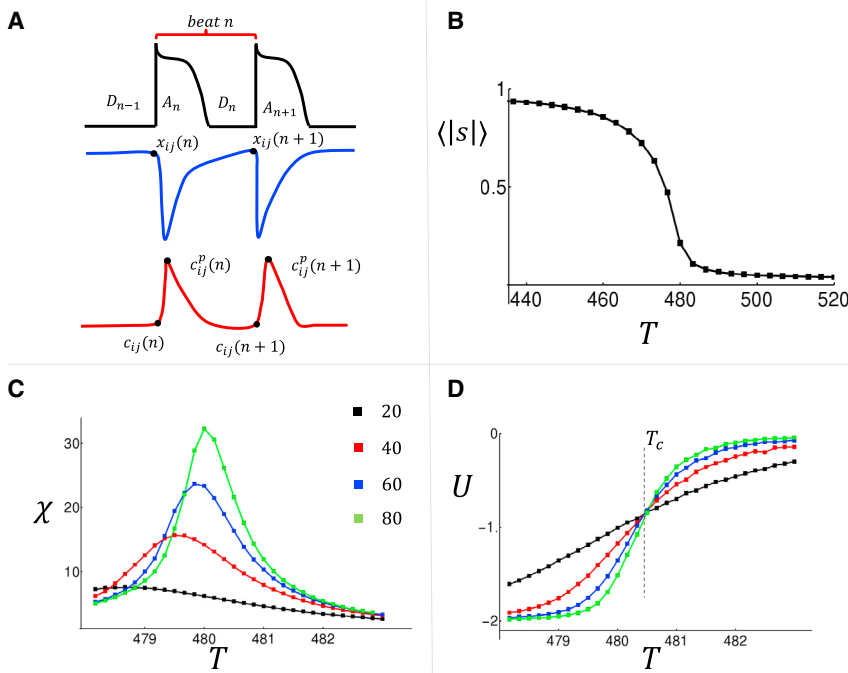 A
beat n
D_{n-1} A_n D_n A_{n+1}
x_{ij}(n) x_{ij}(n+1)
c^p_{ij}(n) c^p_{ij}(n+1)
c_{ij}(n) c_{ij}(n+1)
B
⟨|s|⟩
1
0.5
440 460 480 500 520
T
C
χ
30
20
10
479 480 481 482
T
20
40
60
80
D
U
0
−1
−2
T_c
479 480 481 482
T